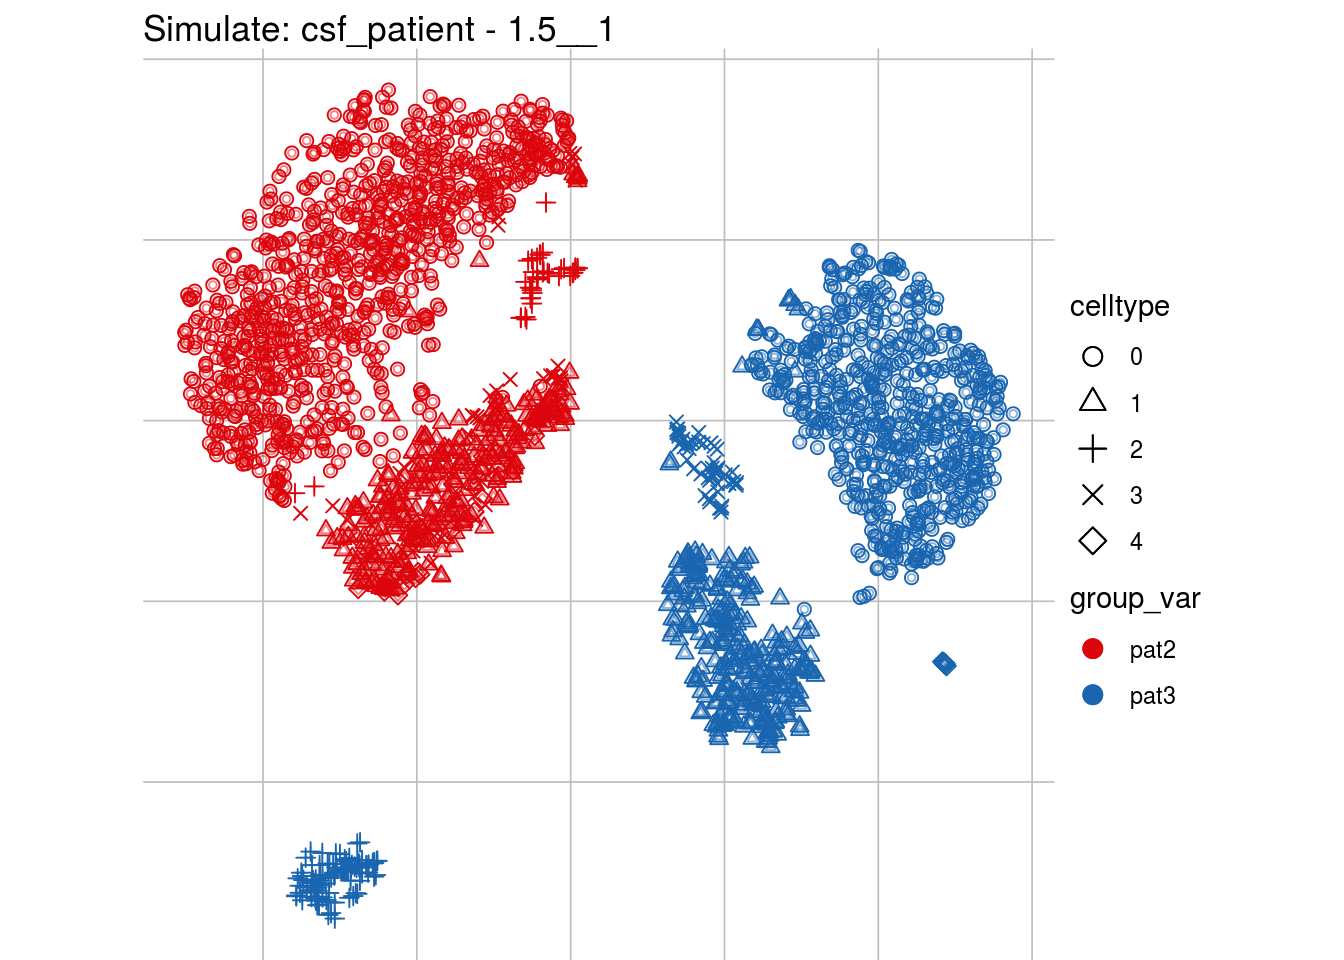 Simulate: csf_patient - 1.5__1
celltype
0
1
2
3
4
group_var
pat2
pat3